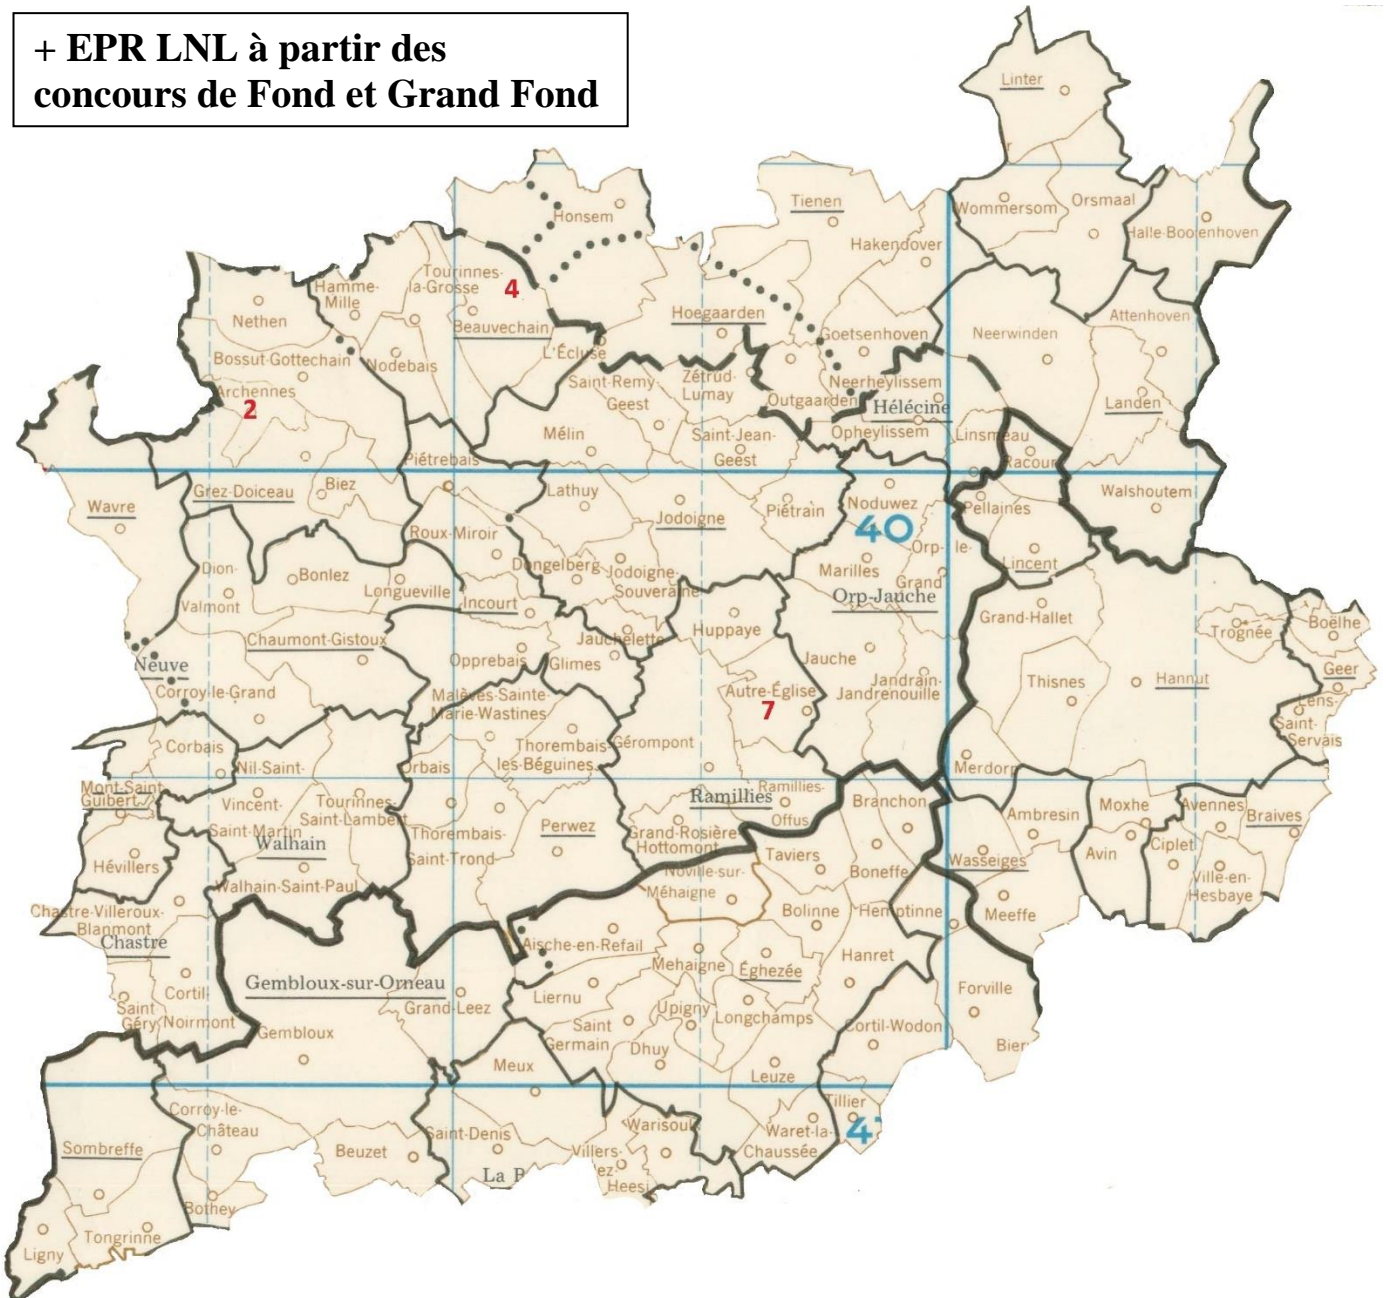 + EPR LNL à partir des
concours de Fond et Grand Fond
Linter
Tienen
Wommersom
Orsmaal
Honsem
Hakendover
Halle-Booienhoven
Tourinnes-
la-Grosse
4
Hamme-
Mille
Nethen
Beauvechain
Hoegaarden
Goetsenhoven
Neerwinden
Attenhoven
Bossut-Gottechain
Nodebais
L'Écluse
Saint-Remy-
Geest
Zétrud-
Lumay
Outgaarden
Neerheylissem
Hélécine
Opheylissem
Landen
Archennes
2
Mélin
Saint-Jean-
Geest
Linsmeau
Racour
Piétrebais
Wavre
Grez-Doiceau
Biez
Lathuy
Jodoigne
Piétrain
Noduwez
40
Pellaines
Walshoutem
Roux-Miroir
Orp-le-
Grand
Lincent
Dion-
Valmont
Bonlez
Longueville
Incourt
Dongelberg
Jodoigne-
Souveraine
Marilles
Orp-Jauche
Grand-Hallet
Trognée
Boëlhe
Chaumont-Gistoux
Jauchelette
Huppaye
Neuve
Opprebais
Glimes
Jauche
Geer
Corroy-le-Grand
Malèves-Sainte-
Marie-Wastines
Autre-Église
7
Jandrain-
Jandrenouille
Thisnes
Hannut
Lens-
Saint-
Servais
Corbais
Nil-Saint-
Vincent-
Saint-Martin
Orbais
Thorembais-
les-Béguines
Gérompont
Merdorp
Mont-Saint-
Guibert
Tourinnes-
Saint-Lambert
Ramillies
Ramillies-
Offus
Branchon
Ambresin
Moxhe
Avennes
Braives
Walhain
Thorembais-
Saint-Trond
Perwez
Grand-Rosière-
Hottomont
Hévillers
Walhain-Saint-Paul
Taviers
Boneffe
Wasseiges
Avin
Ciplet
Ville-en-
Hesbaye
Noville-sur-
Méhaigne
Chastre-Villeroux-
Blanmont
Chastre
Bolinne
Hemptinne
Meeffe
Aische-en-Refail
Mehaigne
Éghezée
Hanret
Gembloux-sur-Orneau
Cortil-
Noirmont
Saint
Géry
Grand-Leez
Liernu
Forville
Gembloux
Saint
Germain
Upigny
Longchamps
Cortil-Wodon
Dhuy
Bier
Meux
Leuze
Tillier
4
Corroy-le-
Château
Sombreffe
Beuzet
Saint-Denis
Warisoul
Waret-la-
Chaussée
Villers-
ez-
Heesi
La
Bothey
Ligny
Tongrinne